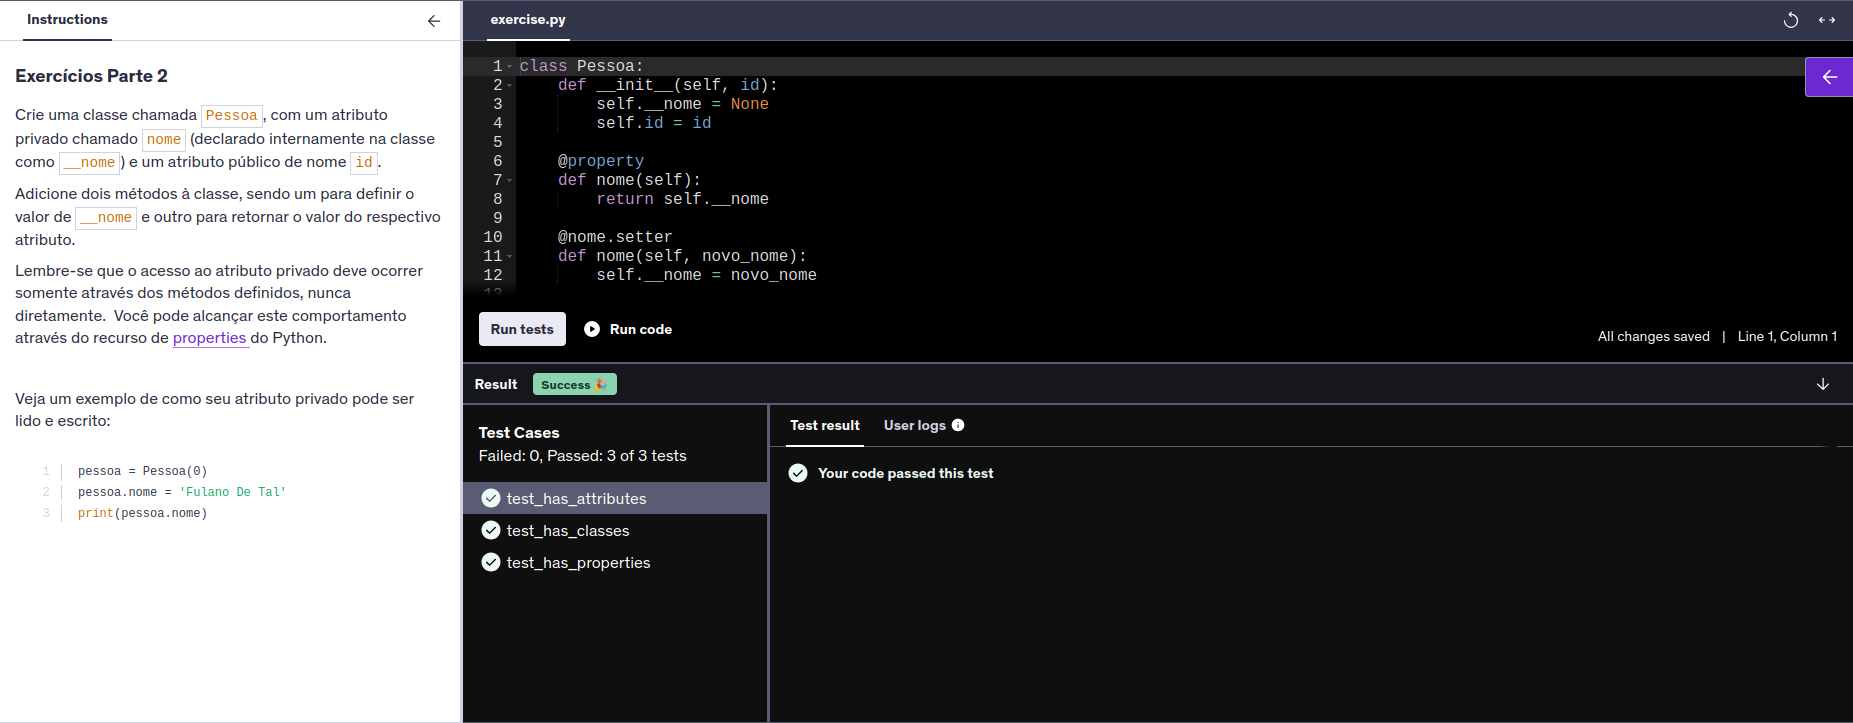 Instructions
Exercícios Parte 2
Crie uma classe chamada Pessoa, com um atributo
privado chamado nome (declarado internamente na classe
como __nome) e um atributo público de nome id.
Adicione dois métodos à classe, sendo um para definir o
valor de __nome e outro para retornar o valor do respectivo
atributo.
Lembre-se que o acesso ao atributo privado deve ocorrer
somente através dos métodos definidos, nunca
diretamente. Você pode alcançar este comportamento
através do recurso de properties do Python.
Veja um exemplo de como seu atributo privado pode ser
lido e escrito:
1 pessoa = Pessoa(0)
2 pessoa.nome = 'Fulano De Tal'
3 print(pessoa.nome)
exercise.py
1 class Pessoa:
2     def __init__(self, id):
3         self.__nome = None
4         self.id = id
5
6     @property
7     def nome(self):
8         return self.__nome
9
10     @nome.setter
11     def nome(self, novo_nome):
12         self.__nome = novo_nome
13
Run tests Run code
All changes saved | Line 1, Column 1
Result Success 🎉
Test Cases
Failed: 0, Passed: 3 of 3 tests
test_has_attributes
test_has_classes
test_has_properties
Test result User logs
Your code passed this test